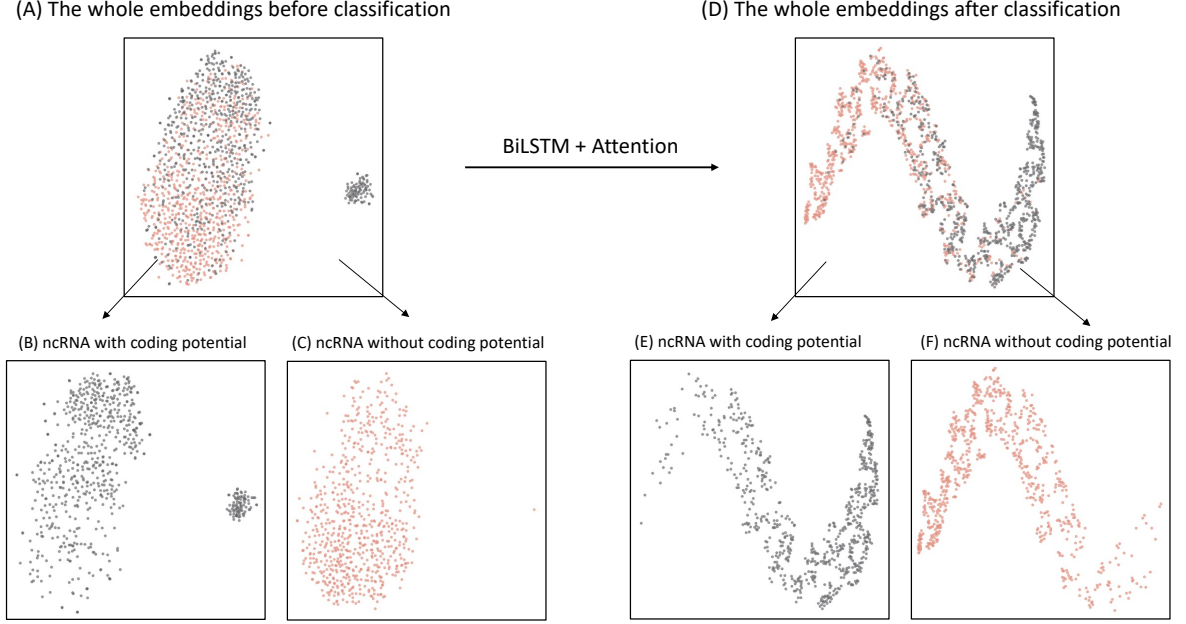 (A) The whole embeddings before classification
(D) The whole embeddings after classification
BiLSTM + Attention
(B) ncRNA with coding potential
(C) ncRNA without coding potential
(E) ncRNA with coding potential
(F) ncRNA without coding potential